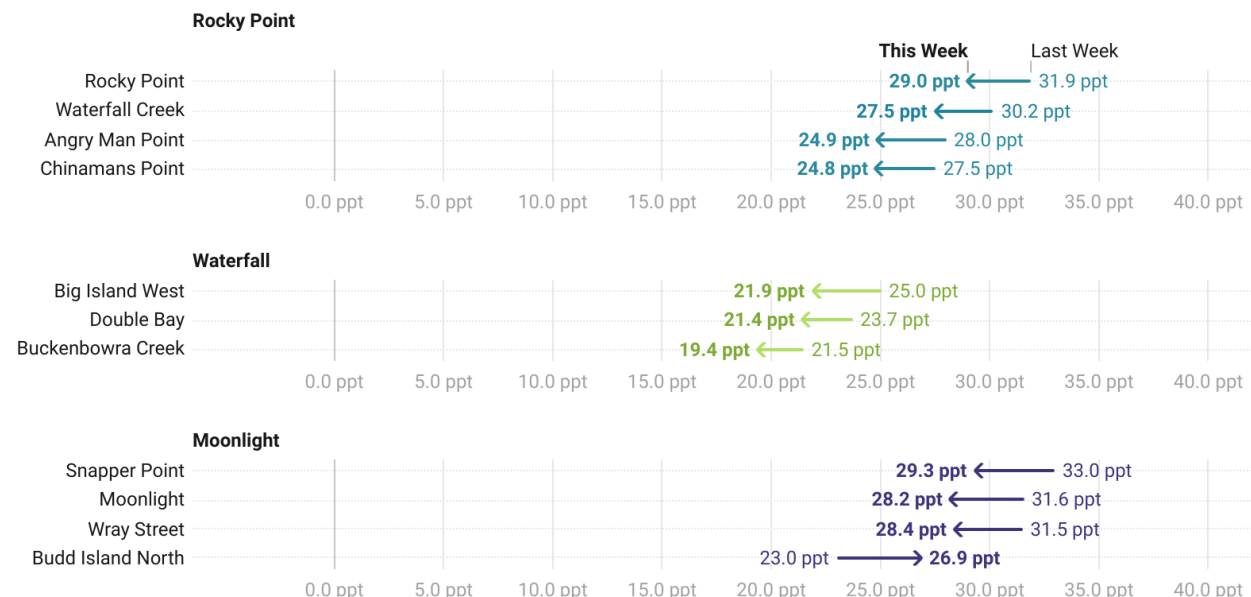 Rocky Point
This Week Last Week
Rocky Point 29.0 ppt 31.9 ppt
Waterfall Creek 27.5 ppt 30.2 ppt
Angry Man Point 24.9 ppt 28.0 ppt
Chinamans Point 24.8 ppt 27.5 ppt
0.0 ppt 5.0 ppt 10.0 ppt 15.0 ppt 20.0 ppt 25.0 ppt 30.0 ppt 35.0 ppt 40.0 ppt
Waterfall
Big Island West 21.9 ppt 25.0 ppt
Double Bay 21.4 ppt 23.7 ppt
Buckenbowra Creek 19.4 ppt 21.5 ppt
0.0 ppt 5.0 ppt 10.0 ppt 15.0 ppt 20.0 ppt 25.0 ppt 30.0 ppt 35.0 ppt 40.0 ppt
Moonlight
Snapper Point 29.3 ppt 33.0 ppt
Moonlight 28.2 ppt 31.6 ppt
Wray Street 28.4 ppt 31.5 ppt
Budd Island North 23.0 ppt 26.9 ppt
0.0 ppt 5.0 ppt 10.0 ppt 15.0 ppt 20.0 ppt 25.0 ppt 30.0 ppt 35.0 ppt 40.0 ppt